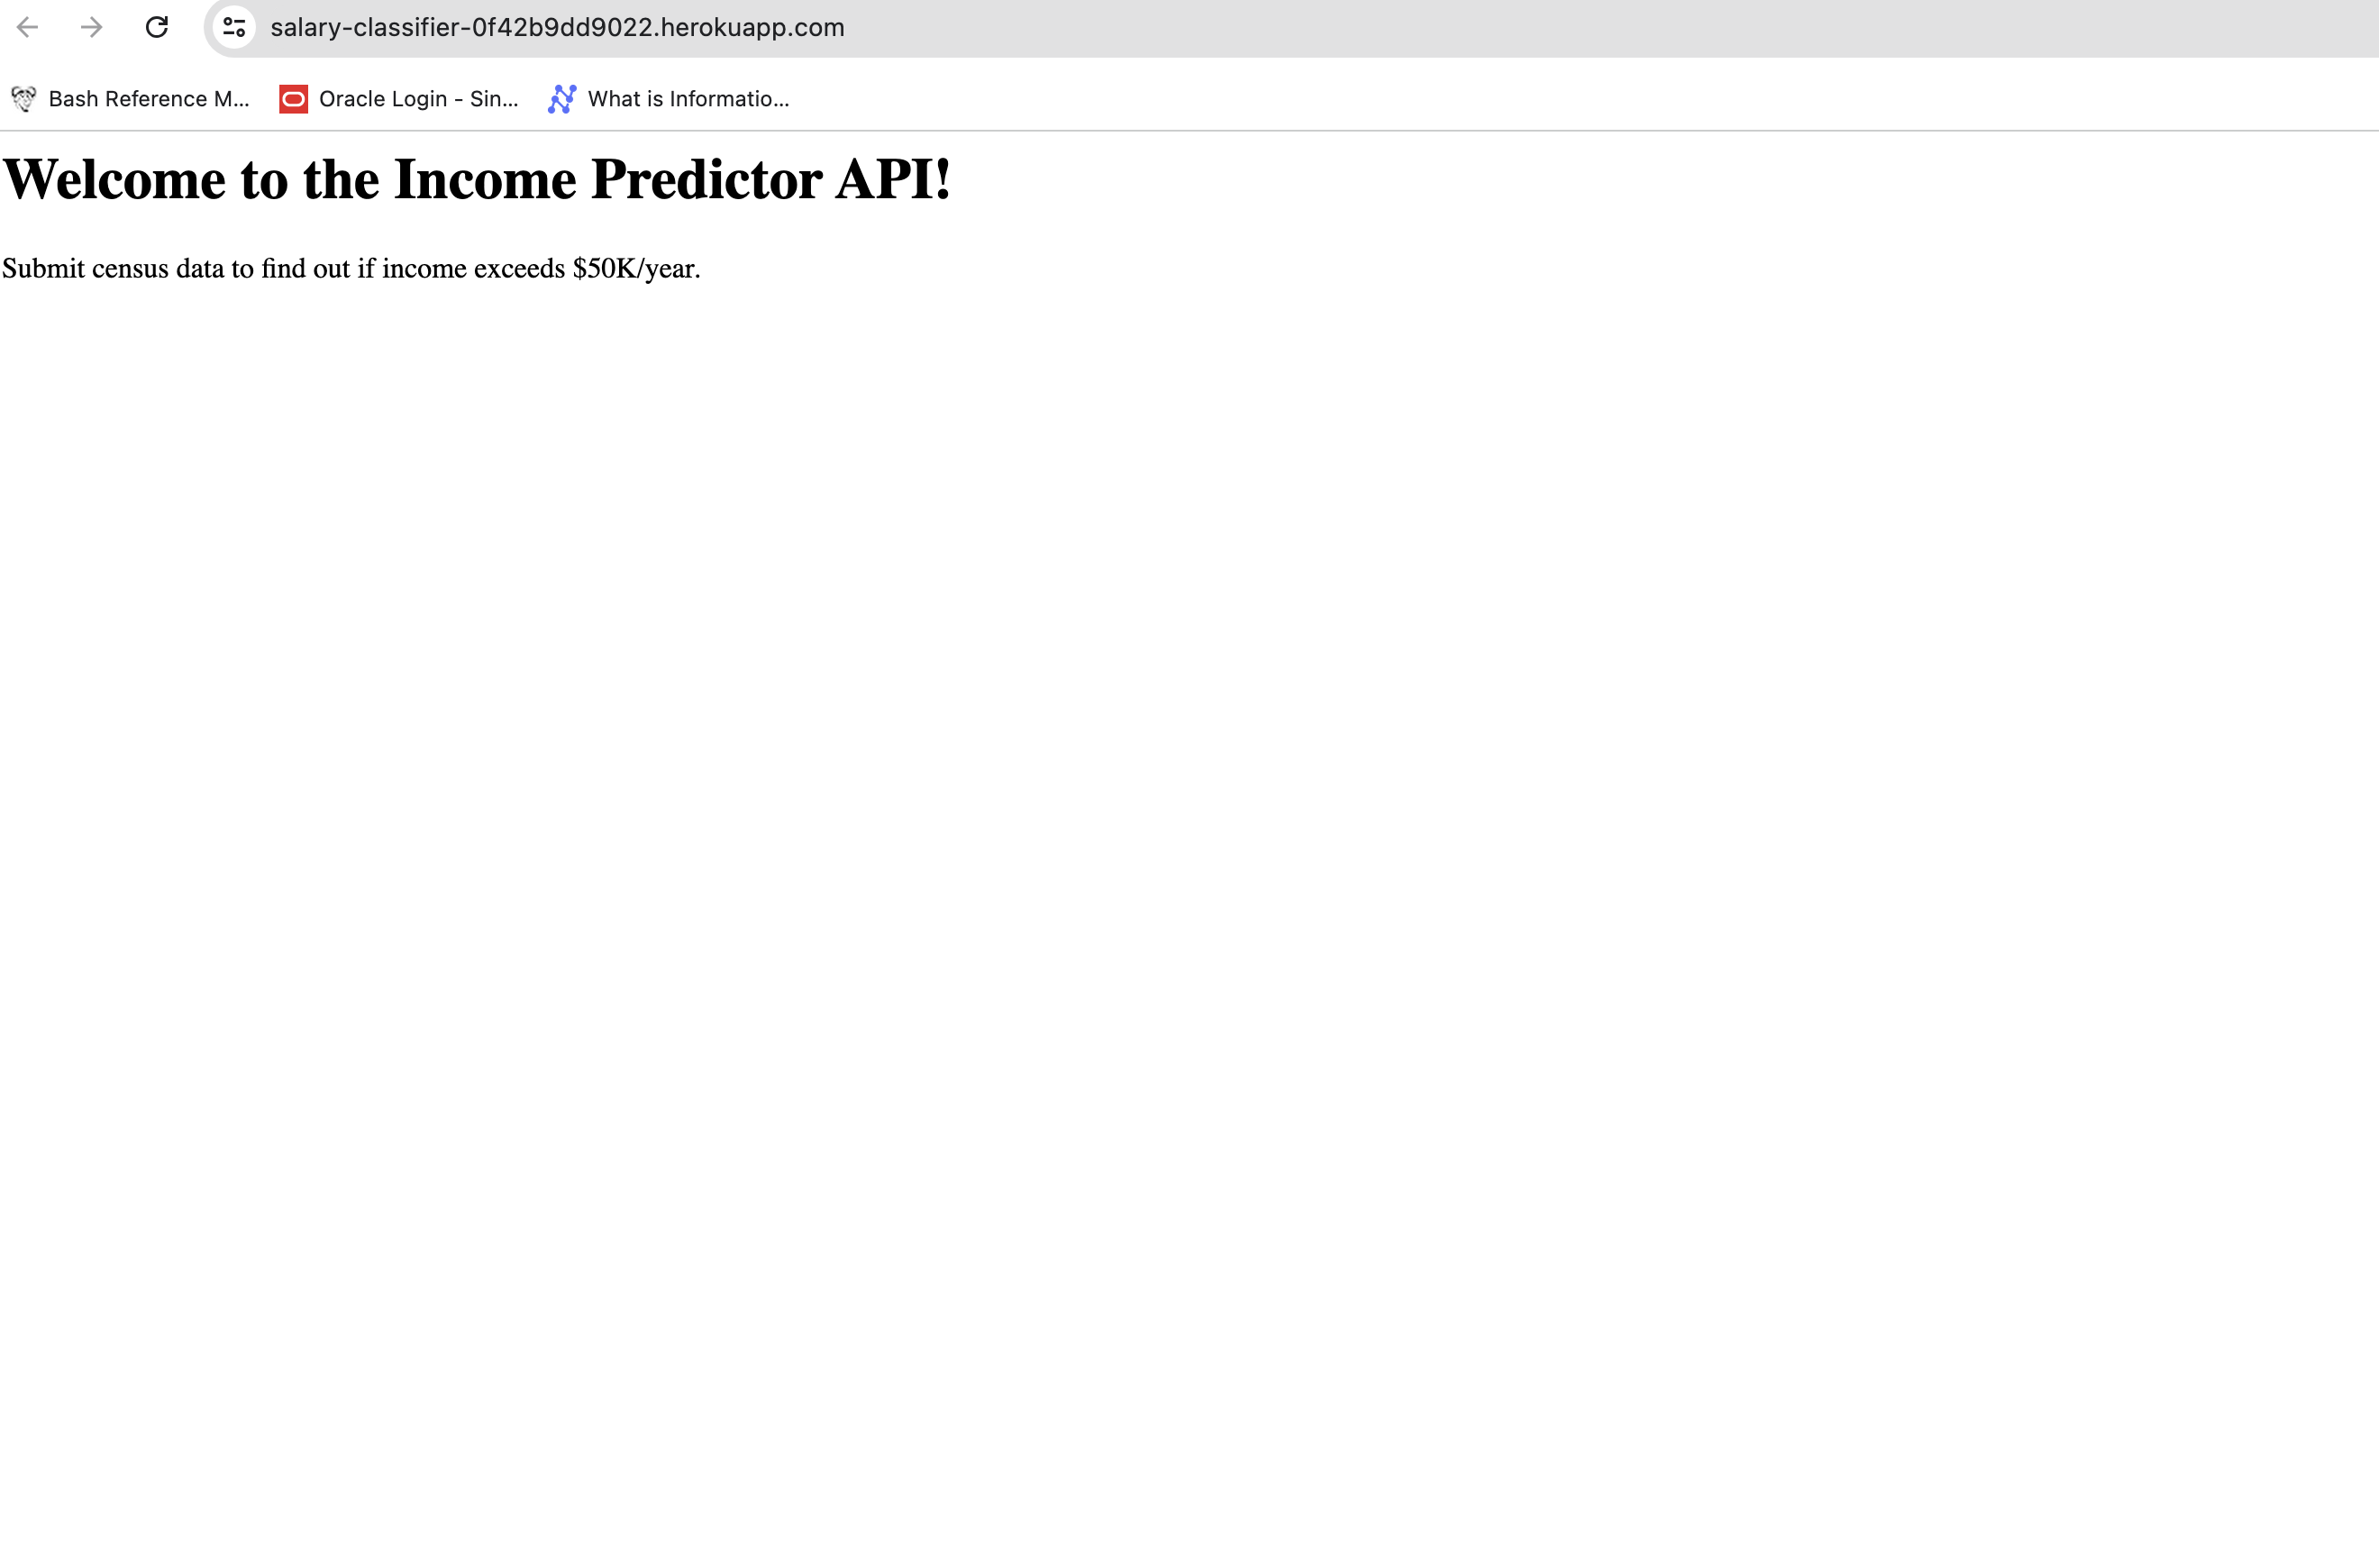 salary-classifier-0f42b9dd9022.herokuapp.com
Bash Reference M... Oracle Login - Sin... What is Informatio...
Welcome to the Income Predictor API!
Submit census data to find out if income exceeds $50K/year.